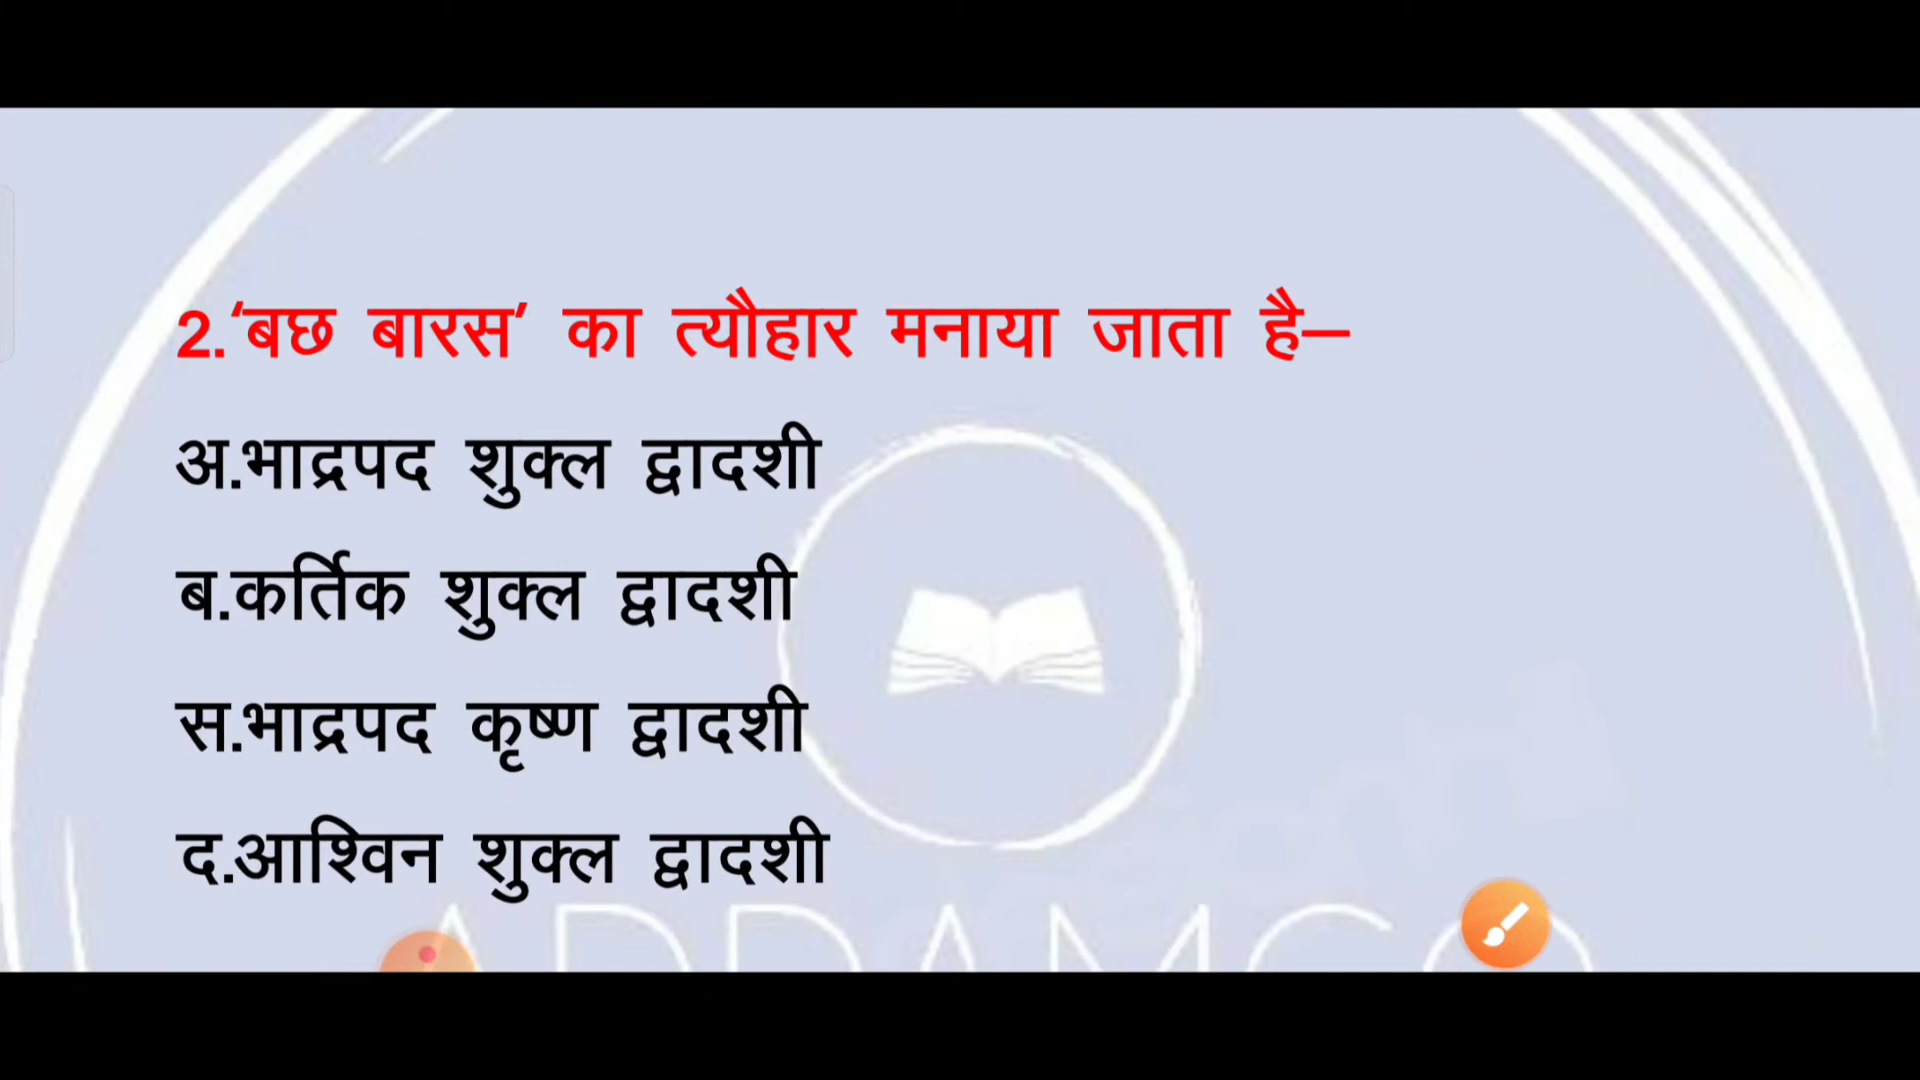 2.‘बछ बारस’ का त्यौहार मनाया जाता है–
अ.भाद्रपद शुक्ल द्वादशी
ब.कर्तिक शुक्ल द्वादशी
स.भाद्रपद कृष्ण द्वादशी
द.आश्विन शुक्ल द्वादशी